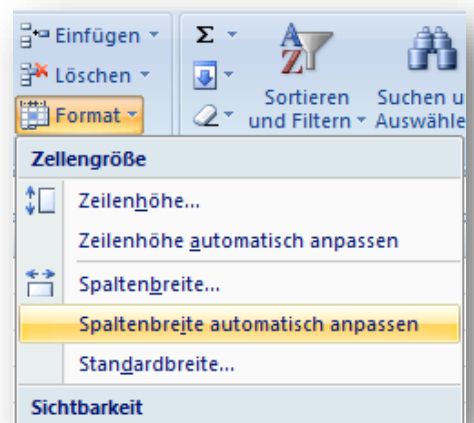 Einfügen
Löschen
Format
Σ
A
Z
Sortieren
und Filtern
Suchen u
Auswähle
Zellengröße
Zeilenhöhe...
Zeilenhöhe automatisch anpassen
Spaltenbreite...
Spaltenbreite automatisch anpassen
Standardbreite...
Sichtbarkeit